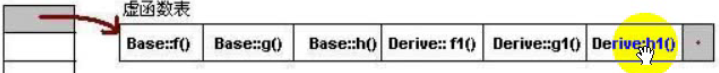 虚函数表
Base::f() Base::g() Base::h() Derive:: f1() Derive::g1() Derive::h1()